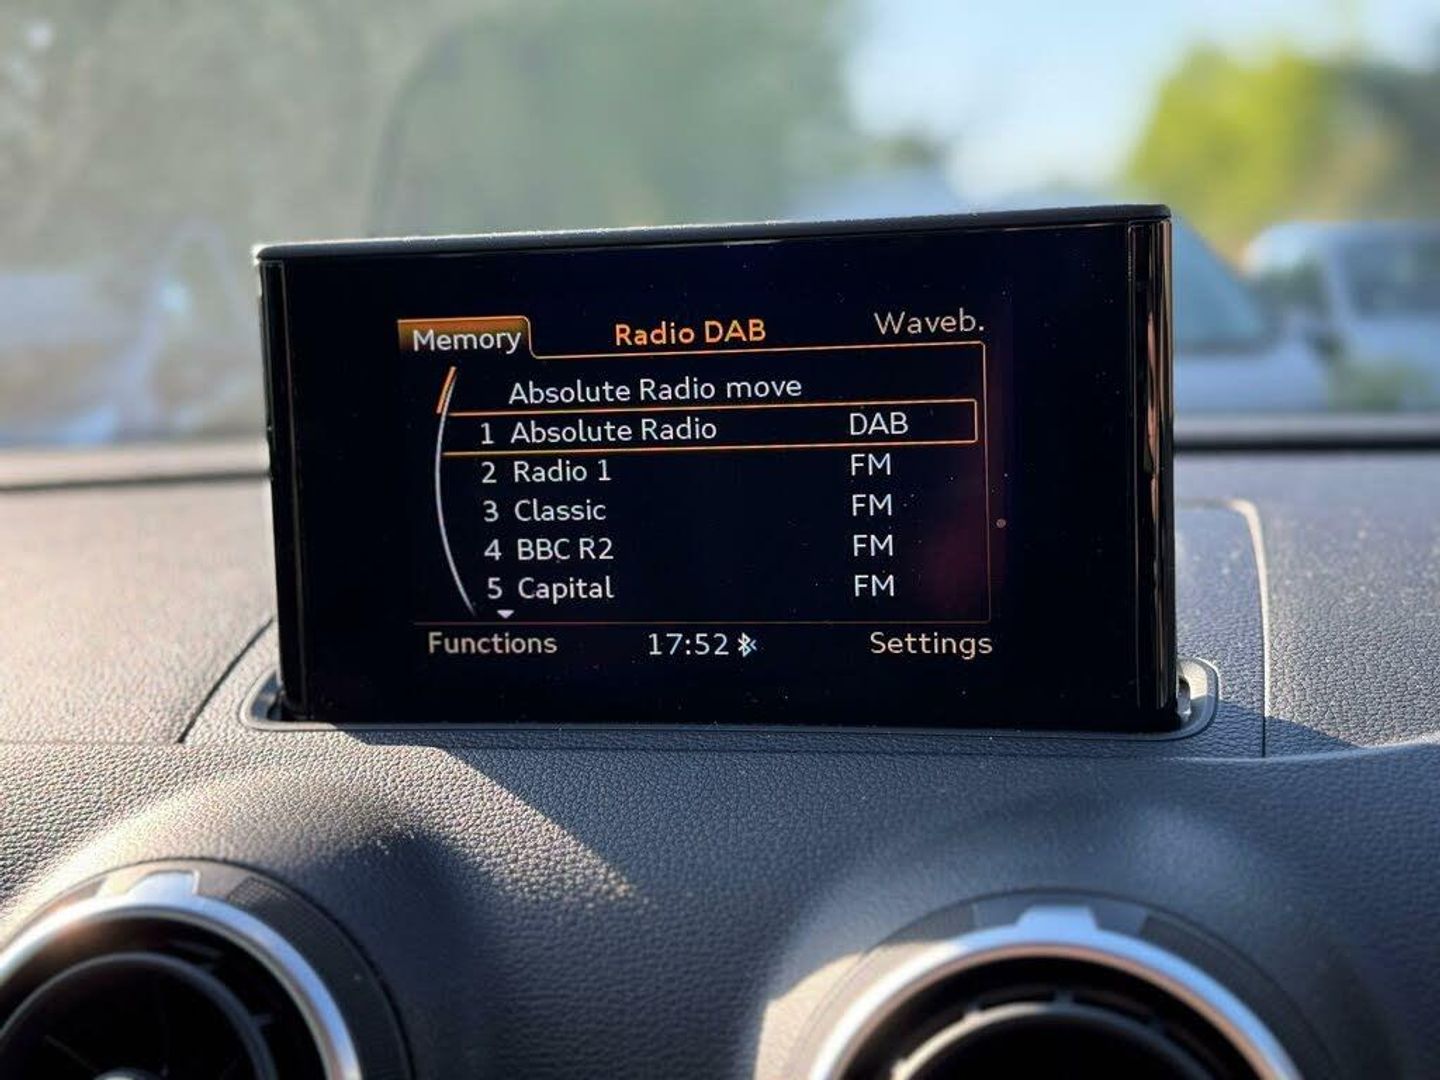 Memory Radio DAB Waveb.
Absolute Radio move
1 Absolute Radio DAB
2 Radio 1 FM
3 Classic FM
4 BBC R2 FM
5 Capital FM
Functions 17:52 Settings